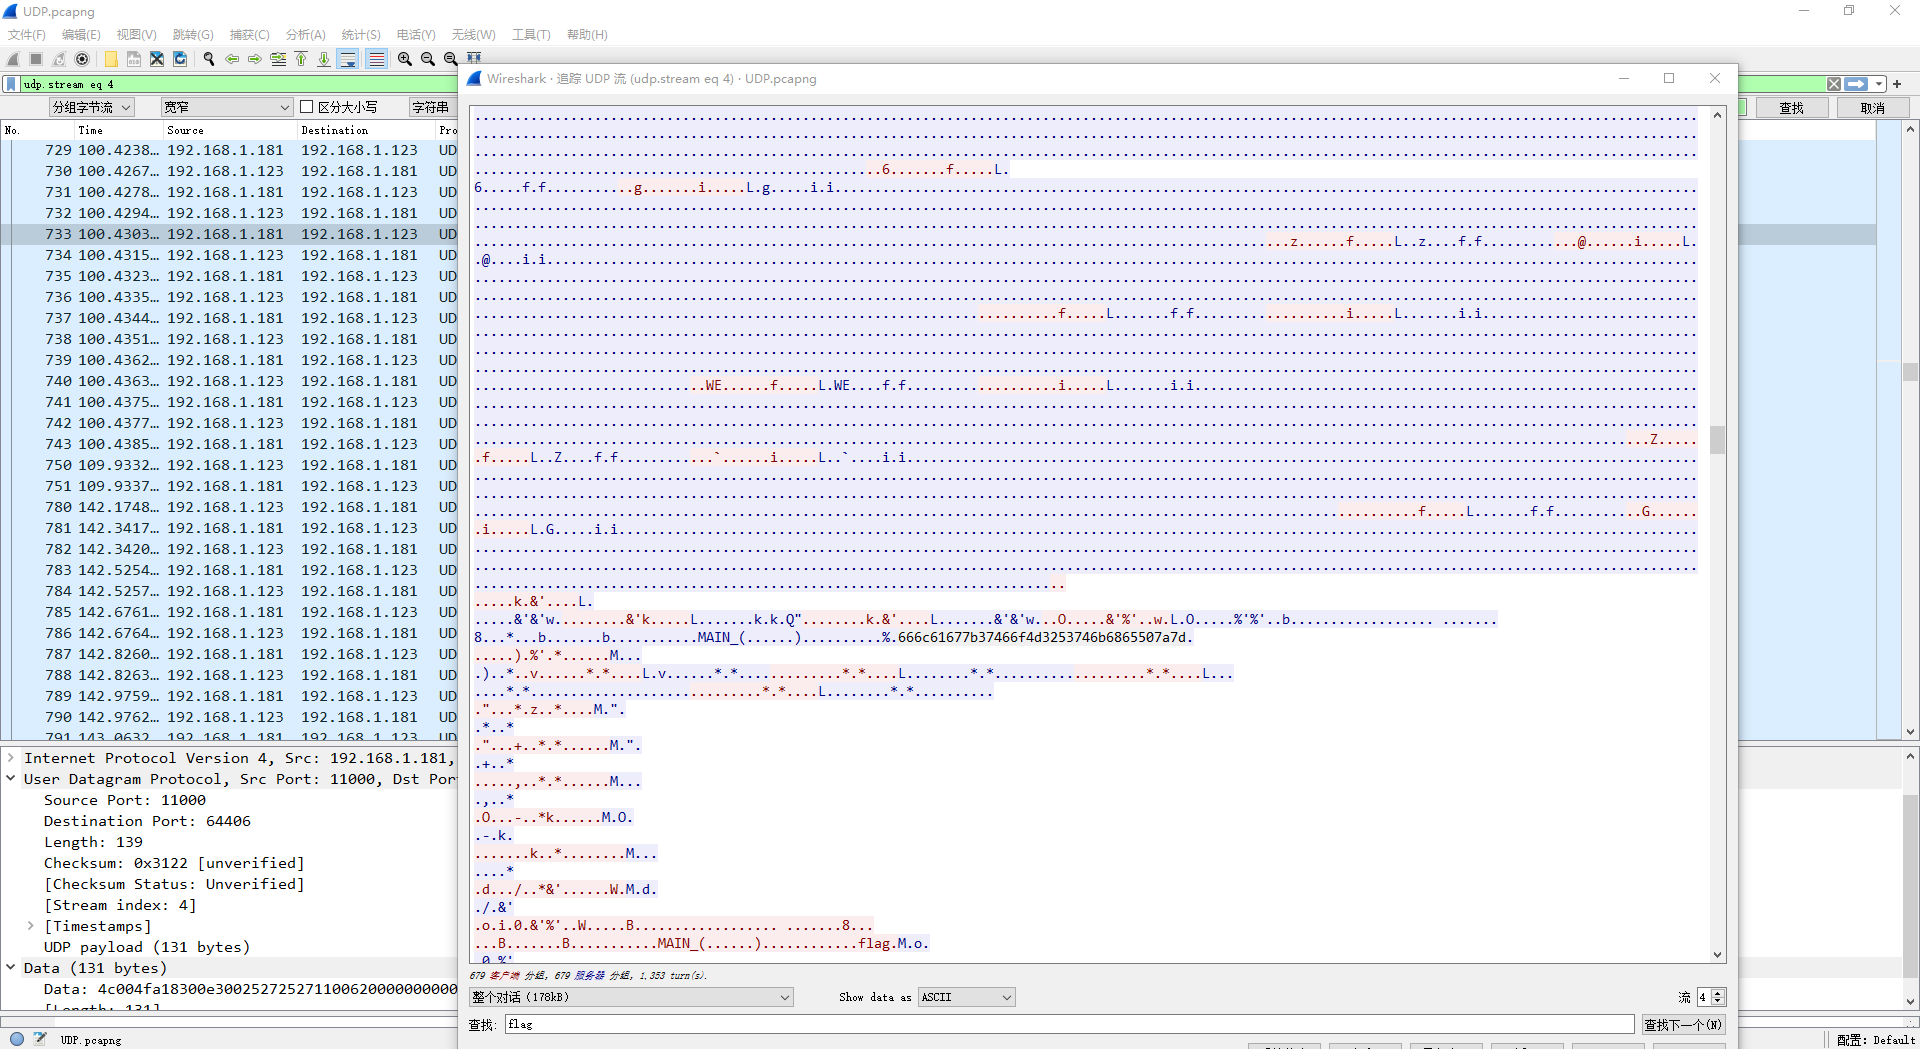 UDP.pcapng
文件(F) 编辑(E) 视图(V) 跳转(G) 捕获(C) 分析(A) 统计(S) 电话(Y) 无线(W) 工具(T) 帮助(H)
udp.stream eq 4
分组字节流 宽窄 区分大小写 字符串 查找 取消
No. Time Source Destination Pro
729 100.4238… 192.168.1.181 192.168.1.123 UD
730 100.4267… 192.168.1.123 192.168.1.181 UD
731 100.4278… 192.168.1.181 192.168.1.123 UD
732 100.4294… 192.168.1.123 192.168.1.181 UD
733 100.4303… 192.168.1.181 192.168.1.123 UD
734 100.4315… 192.168.1.123 192.168.1.181 UD
735 100.4323… 192.168.1.181 192.168.1.123 UD
736 100.4335… 192.168.1.123 192.168.1.181 UD
737 100.4344… 192.168.1.181 192.168.1.123 UD
738 100.4351… 192.168.1.123 192.168.1.181 UD
739 100.4362… 192.168.1.181 192.168.1.123 UD
740 100.4363… 192.168.1.123 192.168.1.181 UD
741 100.4375… 192.168.1.181 192.168.1.123 UD
742 100.4377… 192.168.1.123 192.168.1.181 UD
743 100.4385… 192.168.1.181 192.168.1.123 UD
750 109.9332… 192.168.1.123 192.168.1.181 UD
751 109.9337… 192.168.1.181 192.168.1.123 UD
780 142.1748… 192.168.1.123 192.168.1.181 UD
781 142.3417… 192.168.1.181 192.168.1.123 UD
782 142.3420… 192.168.1.123 192.168.1.181 UD
783 142.5254… 192.168.1.181 192.168.1.123 UD
784 142.5257… 192.168.1.123 192.168.1.181 UD
785 142.6761… 192.168.1.181 192.168.1.123 UD
786 142.6764… 192.168.1.123 192.168.1.181 UD
787 142.8260… 192.168.1.181 192.168.1.123 UD
788 142.8263… 192.168.1.123 192.168.1.181 UD
789 142.9759… 192.168.1.181 192.168.1.123 UD
790 142.9762… 192.168.1.123 192.168.1.181 UD
791 143.0632 192.168.1.181 192.168.1.123 UD
Internet Protocol Version 4, Src: 192.168.1.181,
User Datagram Protocol, Src Port: 11000, Dst Por
Source Port: 11000
Destination Port: 64406
Length: 139
Checksum: 0x3122 [unverified]
[Checksum Status: Unverified]
[Stream index: 4]
[Timestamps]
UDP payload (131 bytes)
Data (131 bytes)
Data: 4c004fa18300e300252725271100620000000000
[Length: 131]
UDP.pcapng
配置: Default
Wireshark · 追踪 UDP 流 (udp.stream eq 4) · UDP.pcapng
..6.......f.....L.
6.....f.f...........g.......i.....L.g.....i.i.
...z......f.....L..z....f.f.........…@......i.....L.
.@....i.i.
..........f.....L.......f.f.........
..........i.....L.......i.i.
..WE......f.....L.WE....f.f.........
..........i.....L.......i.i.
...Z.....
.f.....L..Z....f.f............`......i.....L..`....i.i.
..........f.....L.......f.f...........G......
.i.....L.G.....i.i
.....k.&'....L.
.....&'&'w.........&'k.....L.......k.k.Q"........k.&'....L.......&'&'w...O.....&'%'..w.L.O.....%'%'..b.................. .......
8...*...b.......b...........MAIN_(......)..........%.666c61677b37466f4d3253746b6865507a7d.
.....).%'.*......M...
.)..*..v......*.*....L.v......*.*.............*.*....L........*.*...................*.*....L...
....*.*.............................*.*....L........*.*..........
."...*.z..*....M.".
.*..*
."...+..*.*......M.".
.+..*
.....,..*.*......M...
.,..*
.O...-..*k......M.O.
.-.k.
.......k..*........M...
....*
.d.../..*&'......W.M.d.
./.&'
.o.i.0.&'%'..W.....B.................. .......8...
...B.......B...........MAIN_(......)............flag.M.o.
.0.%'
679 客户端 分组, 679 服务器 分组, 1,353 turn(s).
整个对话 (178kB) Show data as ASCII 流 4
查找: flag 查找下一个(N)